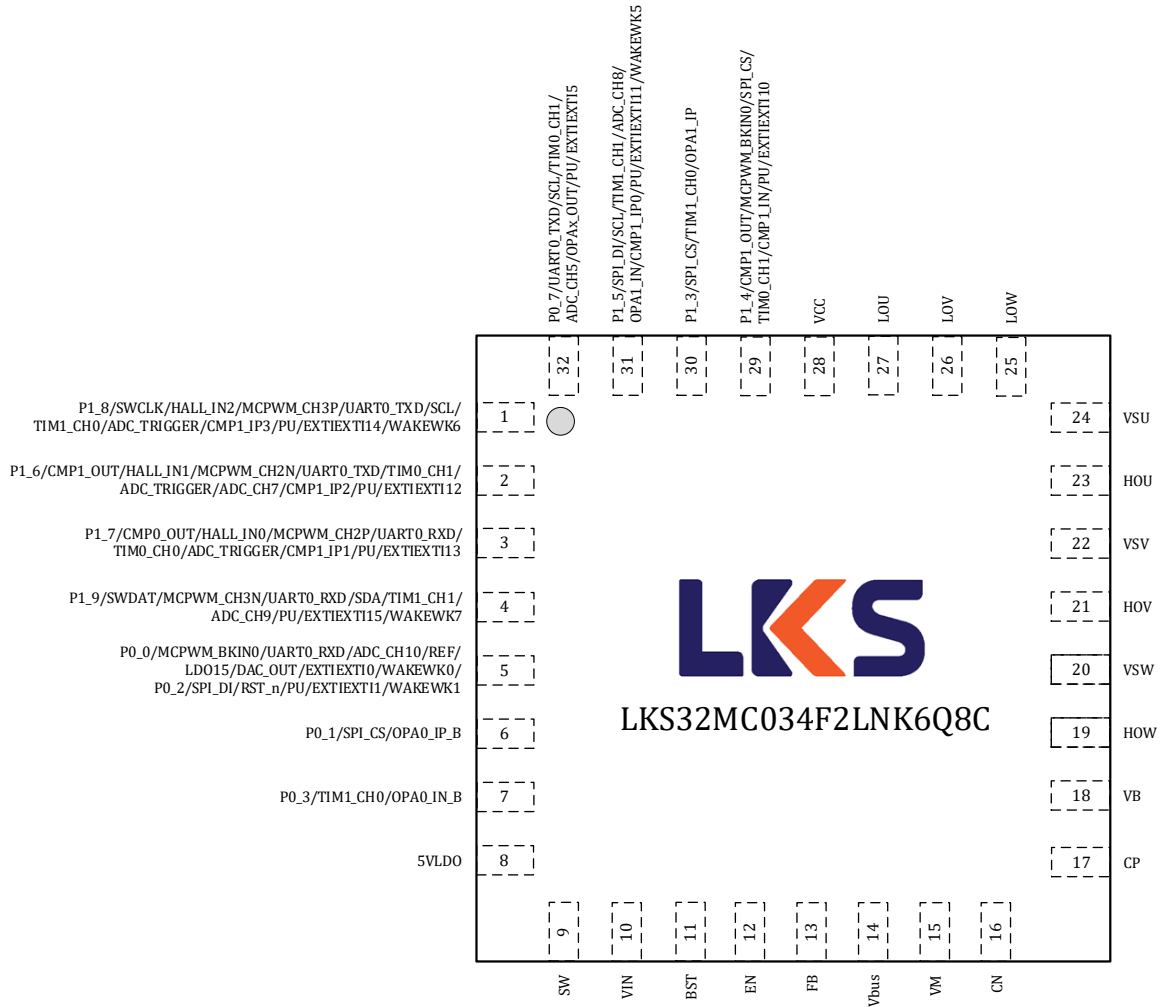 P0_7/UART0_TXD/SCL/TIM0_CH1/
ADC_CH5/OPAx_OUT/PU/EXTIEXTI5
P1_5/SPI_DI/SCL/TIM1_CH1/ADC_CH8/
OPA1_IN/CMP1_IP0/PU/EXTIEXTI11/WAKEWK5
P1_3/SPI_CS/TIM1_CH0/OPA1_IP
P1_4/CMP1_OUT/MCPWM_BKIN0/SPI_CS/
TIM0_CH1/CMP1_IN/PU/EXTIEXTI10
VCC
LOU
LOV
LOW
32
31
30
29
28
27
26
25
P1_8/SWCLK/HALL_IN2/MCPWM_CH3P/UART0_TXD/SCL/
TIM1_CH0/ADC_TRIGGER/CMP1_IP3/PU/EXTIEXTI14/WAKEWK6
1
P1_6/CMP1_OUT/HALL_IN1/MCPWM_CH2N/UART0_TXD/TIM0_CH1/
ADC_TRIGGER/ADC_CH7/CMP1_IP2/PU/EXTIEXTI12
2
P1_7/CMP0_OUT/HALL_IN0/MCPWM_CH2P/UART0_RXD/
TIM0_CH0/ADC_TRIGGER/CMP1_IP1/PU/EXTIEXTI13
3
P1_9/SWDAT/MCPWM_CH3N/UART0_RXD/SDA/TIM1_CH1/
ADC_CH9/PU/EXTIEXTI15/WAKEWK7
4
P0_0/MCPWM_BKIN0/UART0_RXD/ADC_CH10/REF/
LDO15/DAC_OUT/EXTIEXTI0/WAKEWK0/
P0_2/SPI_DI/RST_n/PU/EXTIEXTI1/WAKEWK1
5
P0_1/SPI_CS/OPA0_IP_B
6
P0_3/TIM1_CH0/OPA0_IN_B
7
5VLDO
8
LKS
LKS32MC034F2LNK6Q8C
24 VSU
23 HOU
22 VSV
21 HOV
20 VSW
19 HOW
18 VB
17 CP
9
10
11
12
13
14
15
16
SW
VIN
BST
EN
FB
Vbus
VM
CN